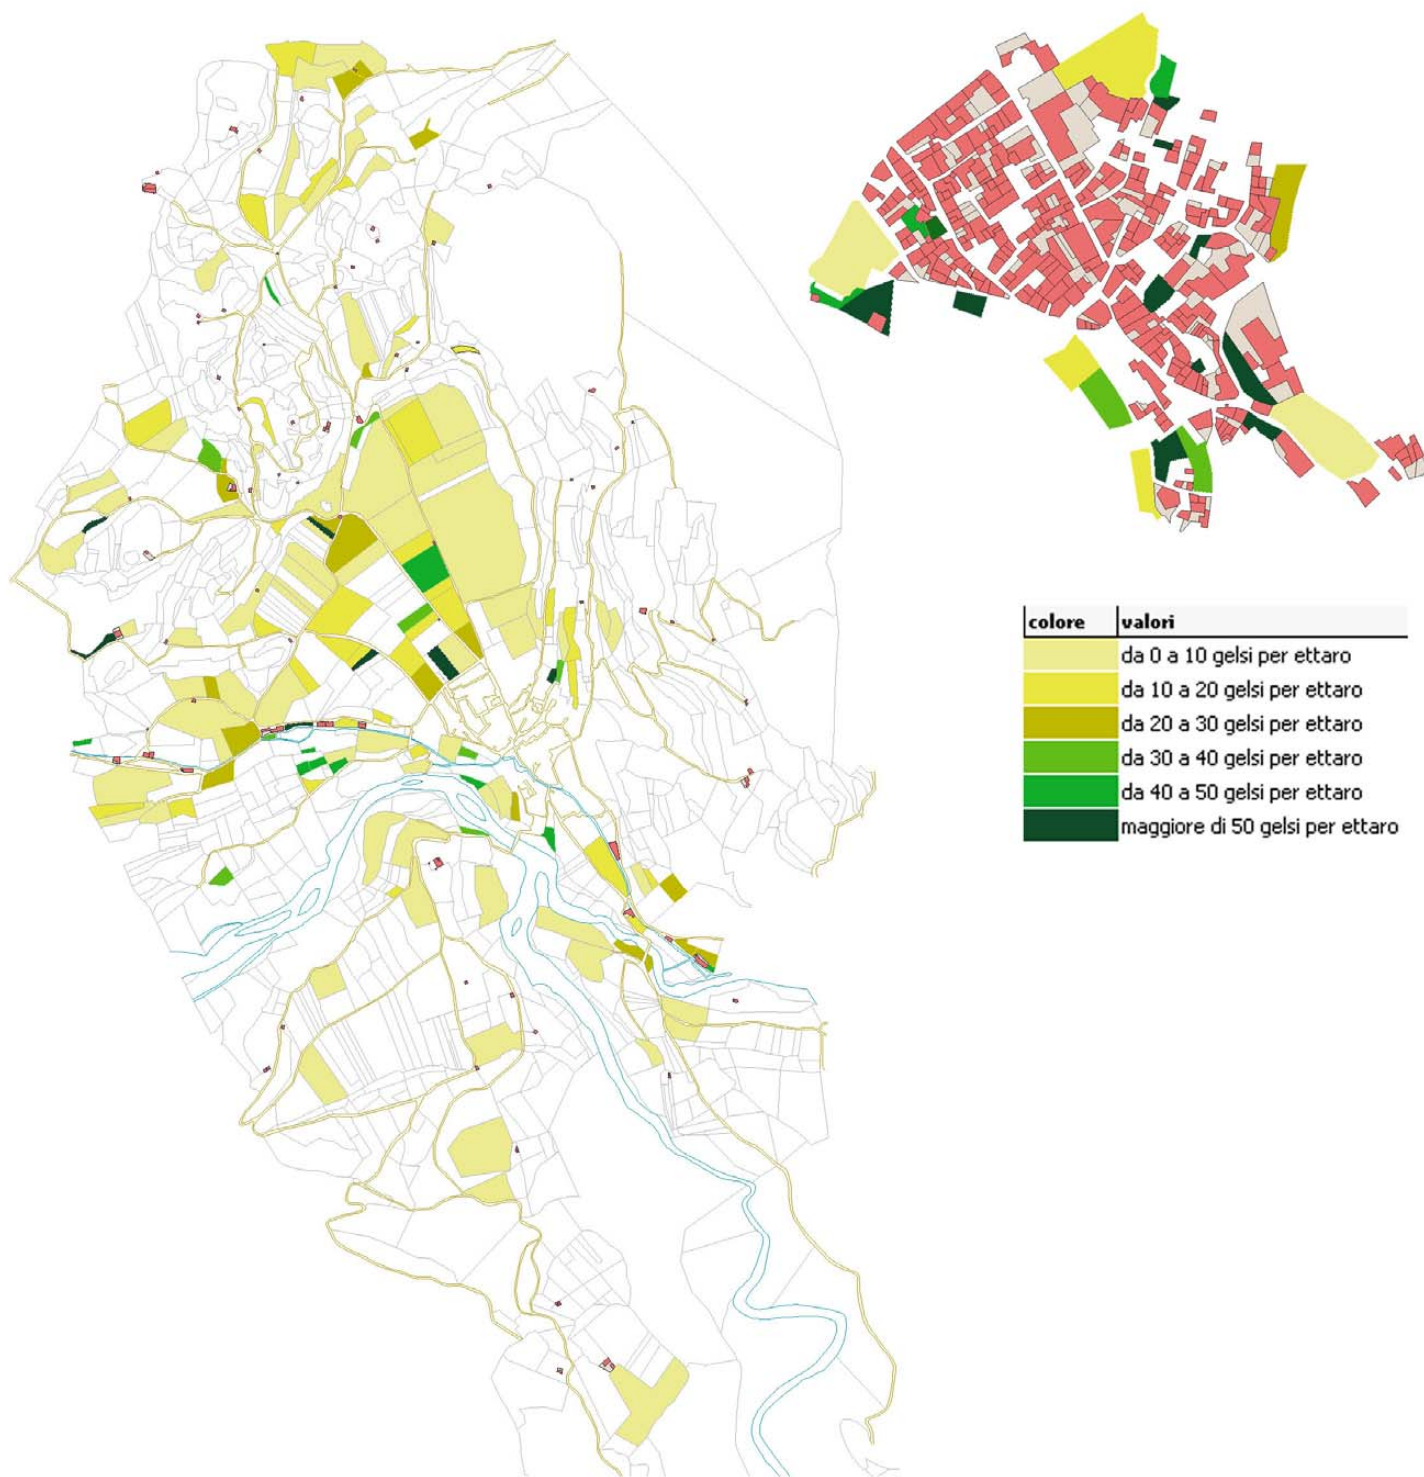 colore valori
da 0 a 10 gelsi per ettaro
da 10 a 20 gelsi per ettaro
da 20 a 30 gelsi per ettaro
da 30 a 40 gelsi per ettaro
da 40 a 50 gelsi per ettaro
maggiore di 50 gelsi per ettaro